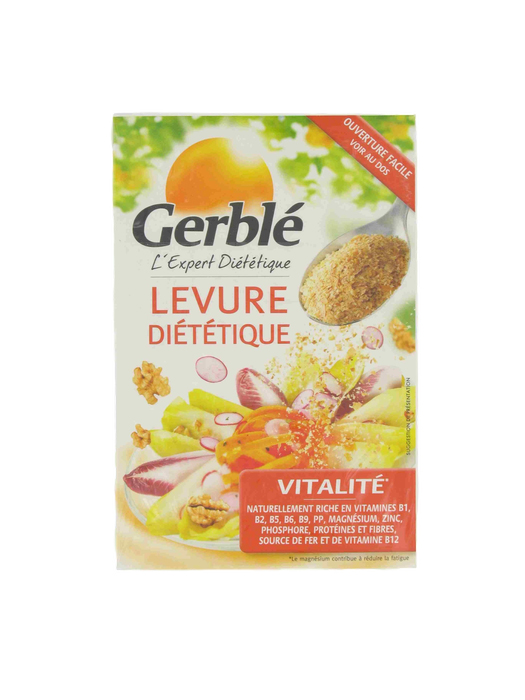 OUVERTURE FACILE
VOIR AU DOS
Gerblé
L'Expert Diététique
LEVURE
DIÉTÉTIQUE
SUGGESTION DE PRÉSENTATION
VITALITÉ*
NATURELLEMENT RICHE EN VITAMINES B1,
B2, B5, B6, B9, PP, MAGNÉSIUM, ZINC,
PHOSPHORE, PROTÉINES ET FIBRES,
SOURCE DE FER ET DE VITAMINE B12
*Le magnésium contribue à réduire la fatigue